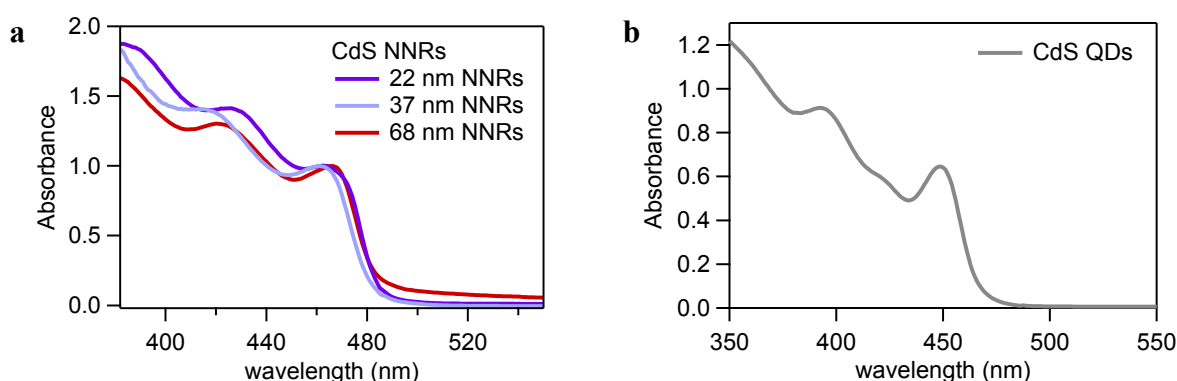 a
2.0
1.5
1.0
0.5
0.0
Absorbance
CdS NNRs
22 nm NNRs
37 nm NNRs
68 nm NNRs
400 440 480 520
wavelength (nm)
b
1.2
1.0
0.8
0.6
0.4
0.2
0.0
Absorbance
CdS QDs
350 400 450 500 550
wavelength (nm)